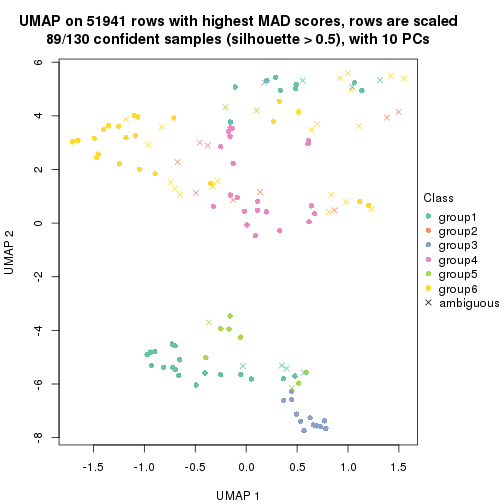 UMAP on 51941 rows with highest MAD scores, rows are scaled
89/130 confident samples (silhouette > 0.5), with 10 PCs
6
4
2
0
-2
-4
-6
-8
UMAP 2
-1.5 -1.0 -0.5 0.0 0.5 1.0 1.5
UMAP 1
Class
group1
group2
group3
group4
group5
group6
ambiguous